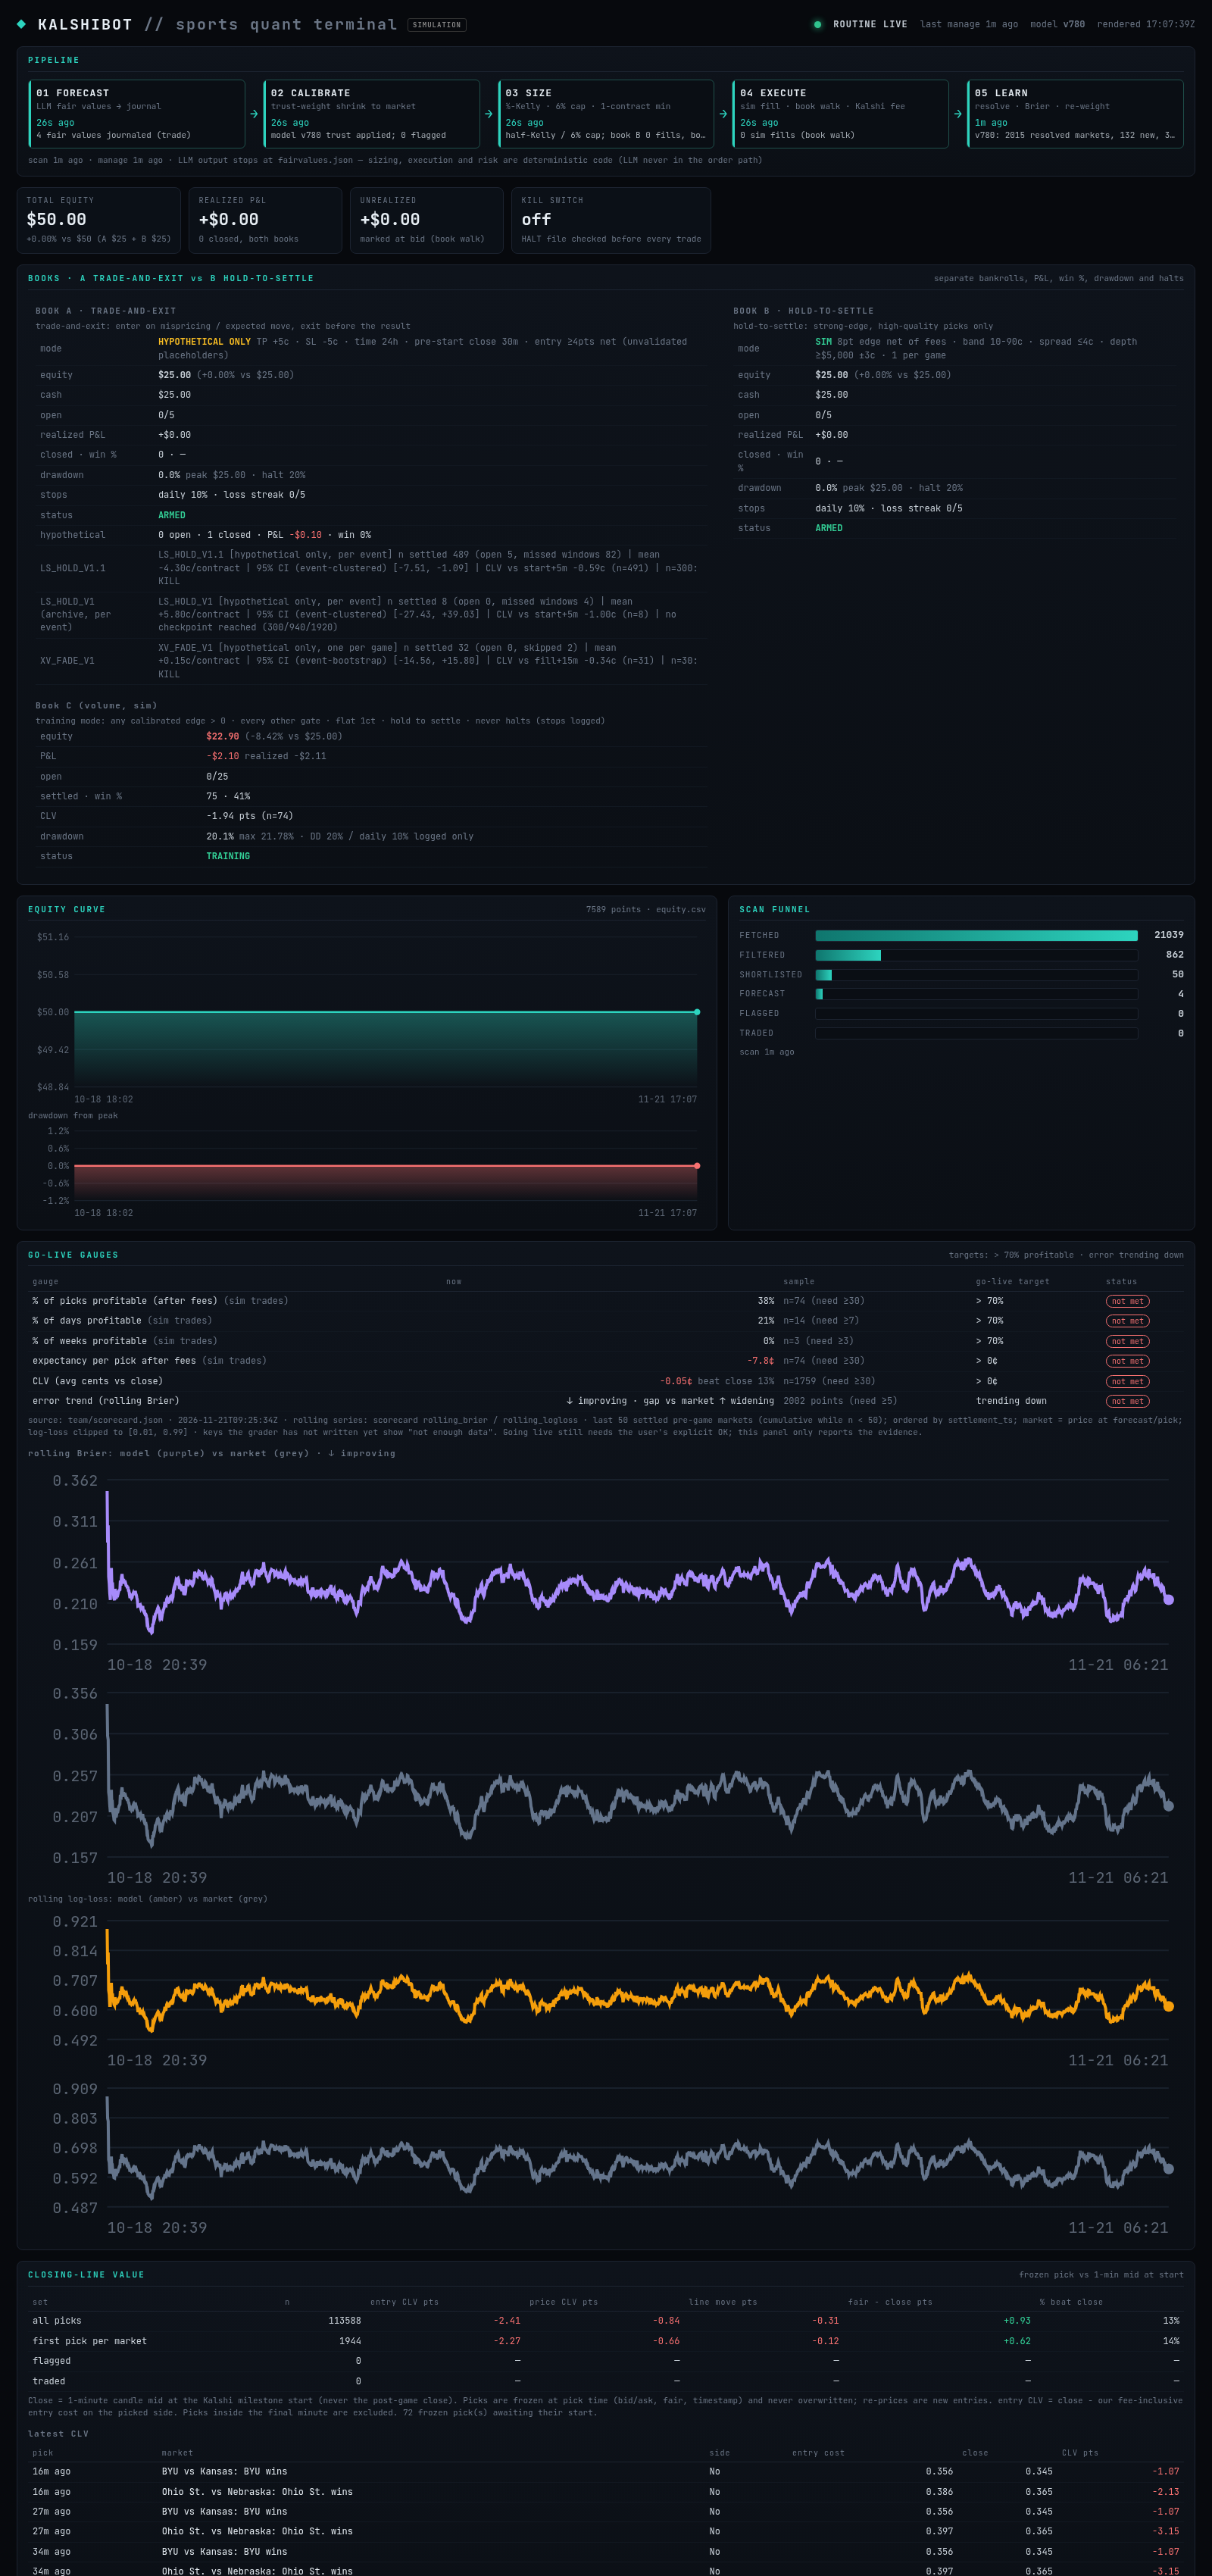 ◆ KALSHIBOT // sports quant terminal SIMULATION
ROUTINE LIVE last manage 1m ago model v780 rendered 17:07:39Z
PIPELINE
01 FORECAST
LLM fair values → journal
26s ago
4 fair values journaled (trade)
→
02 CALIBRATE
trust-weight shrink to market
26s ago
model v780 trust applied; 0 flagged
→
03 SIZE
½-Kelly · 6% cap · 1-contract min
26s ago
half-Kelly / 6% cap; book B 0 fills, bo…
→
04 EXECUTE
sim fill · book walk · Kalshi fee
26s ago
0 sim fills (book walk)
→
05 LEARN
resolve · Brier · re-weight
1m ago
v780: 2015 resolved markets, 132 new, 3…
scan 1m ago · manage 1m ago · LLM output stops at fairvalues.json — sizing, execution and risk are deterministic code (LLM never in the order path)
TOTAL EQUITY
$50.00
+0.00% vs $50 (A $25 + B $25)
REALIZED P&L
+$0.00
0 closed, both books
UNREALIZED
+$0.00
marked at bid (book walk)
KILL SWITCH
off
HALT file checked before every trade
BOOKS · A TRADE-AND-EXIT vs B HOLD-TO-SETTLE
separate bankrolls, P&L, win %, drawdown and halts
BOOK A · TRADE-AND-EXIT
trade-and-exit: enter on mispricing / expected move, exit before the result
mode HYPOTHETICAL ONLY TP +5c · SL -5c · time 24h · pre-start close 30m · entry ≥4pts net (unvalidated
placeholders)
equity $25.00 (+0.00% vs $25.00)
cash $25.00
open 0/5
realized P&L +$0.00
closed · win % 0 · —
drawdown 0.0% peak $25.00 · halt 20%
stops daily 10% · loss streak 0/5
status ARMED
hypothetical 0 open · 1 closed · P&L -$0.10 · win 0%
LS_HOLD_V1.1 LS_HOLD_V1.1 [hypothetical only, per event] n settled 489 (open 5, missed windows 82) | mean
-4.30c/contract | 95% CI (event-clustered) [-7.51, -1.09] | CLV vs start+5m -0.59c (n=491) | n=300:
KILL
LS_HOLD_V1 (archive, per event) LS_HOLD_V1 [hypothetical only, per event] n settled 8 (open 0, missed windows 4) | mean
+5.80c/contract | 95% CI (event-clustered) [-27.43, +39.03] | CLV vs start+5m -1.00c (n=8) | no
checkpoint reached (300/940/1920)
XV_FADE_V1 XV_FADE_V1 [hypothetical only, one per game] n settled 32 (open 0, skipped 2) | mean
+0.15c/contract | 95% CI (event-bootstrap) [-14.56, +15.80] | CLV vs fill+15m -0.34c (n=31) | n=30:
KILL
BOOK B · HOLD-TO-SETTLE
hold-to-settle: strong-edge, high-quality picks only
mode SIM 8pt edge net of fees · band 10-90c · spread ≤4c · depth
≥$5,000 ±3c · 1 per game
equity $25.00 (+0.00% vs $25.00)
cash $25.00
open 0/5
realized P&L +$0.00
closed · win % 0 · —
drawdown 0.0% peak $25.00 · halt 20%
stops daily 10% · loss streak 0/5
status ARMED
Book C (volume, sim)
training mode: any calibrated edge > 0 · every other gate · flat 1ct · hold to settle · never halts (stops logged)
equity $22.90 (-8.42% vs $25.00)
P&L -$2.10 realized -$2.11
open 0/25
settled · win % 75 · 41%
CLV -1.94 pts (n=74)
drawdown 20.1% max 21.78% · DD 20% / daily 10% logged only
status TRAINING
EQUITY CURVE
7589 points · equity.csv
$51.16
$50.58
$50.00
$49.42
$48.84
10-18 18:02 11-21 17:07
drawdown from peak
1.2%
0.6%
0.0%
-0.6%
-1.2%
10-18 18:02 11-21 17:07
SCAN FUNNEL
FETCHED 21039
FILTERED 862
SHORTLISTED 50
FORECAST 4
FLAGGED 0
TRADED 0
scan 1m ago
GO-LIVE GAUGES
targets: > 70% profitable · error trending down
gauge now sample go-live target status
% of picks profitable (after fees) (sim trades) 38% n=74 (need ≥30) > 70% not met
% of days profitable (sim trades) 21% n=14 (need ≥7) > 70% not met
% of weeks profitable (sim trades) 0% n=3 (need ≥3) > 70% not met
expectancy per pick after fees (sim trades) -7.8¢ n=74 (need ≥30) > 0¢ not met
CLV (avg cents vs close) -0.05¢ beat close 13% n=1759 (need ≥30) > 0¢ not met
error trend (rolling Brier) ↓ improving · gap vs market ↑ widening 2002 points (need ≥5) trending down not met
source: team/scorecard.json · 2026-11-21T09:25:34Z · rolling series: scorecard rolling_brier / rolling_logloss · last 50 settled pre-game markets (cumulative while n < 50); ordered by settlement_ts; market = price at forecast/pick;
log-loss clipped to [0.01, 0.99] · keys the grader has not written yet show "not enough data". Going live still needs the user's explicit OK; this panel only reports the evidence.
rolling Brier: model (purple) vs market (grey) · ↓ improving
0.362
0.311
0.261
0.210
0.159
10-18 20:39 11-21 06:21
0.356
0.306
0.257
0.207
0.157
10-18 20:39 11-21 06:21
rolling log-loss: model (amber) vs market (grey)
0.921
0.814
0.707
0.600
0.492
10-18 20:39 11-21 06:21
0.909
0.803
0.698
0.592
0.487
10-18 20:39 11-21 06:21
CLOSING-LINE VALUE
frozen pick vs 1-min mid at start
set n entry CLV pts price CLV pts line move pts fair - close pts % beat close
all picks 113588 -2.41 -0.84 -0.31 +0.93 13%
first pick per market 1944 -2.27 -0.66 -0.12 +0.62 14%
flagged 0 — — — — —
traded 0 — — — — —
Close = 1-minute candle mid at the Kalshi milestone start (never the post-game close). Picks are frozen at pick time (bid/ask, fair, timestamp) and never overwritten; re-prices are new entries. entry CLV = close - our fee-inclusive
entry cost on the picked side. Picks inside the final minute are excluded. 72 frozen pick(s) awaiting their start.
latest CLV
pick market side entry cost close CLV pts
16m ago BYU vs Kansas: BYU wins No 0.356 0.345 -1.07
16m ago Ohio St. vs Nebraska: Ohio St. wins No 0.386 0.365 -2.13
27m ago BYU vs Kansas: BYU wins No 0.356 0.345 -1.07
27m ago Ohio St. vs Nebraska: Ohio St. wins No 0.397 0.365 -3.15
34m ago BYU vs Kansas: BYU wins No 0.356 0.345 -1.07
34m ago Ohio St. vs Nebraska: Ohio St. wins No 0.397 0.365 -3.15